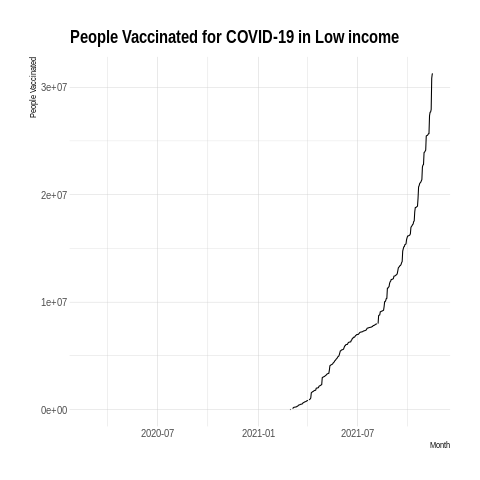 People Vaccinated for COVID-19 in Low income
People Vaccinated
3e+07
2e+07
1e+07
0e+00
2020-07 2021-01 2021-07
Month